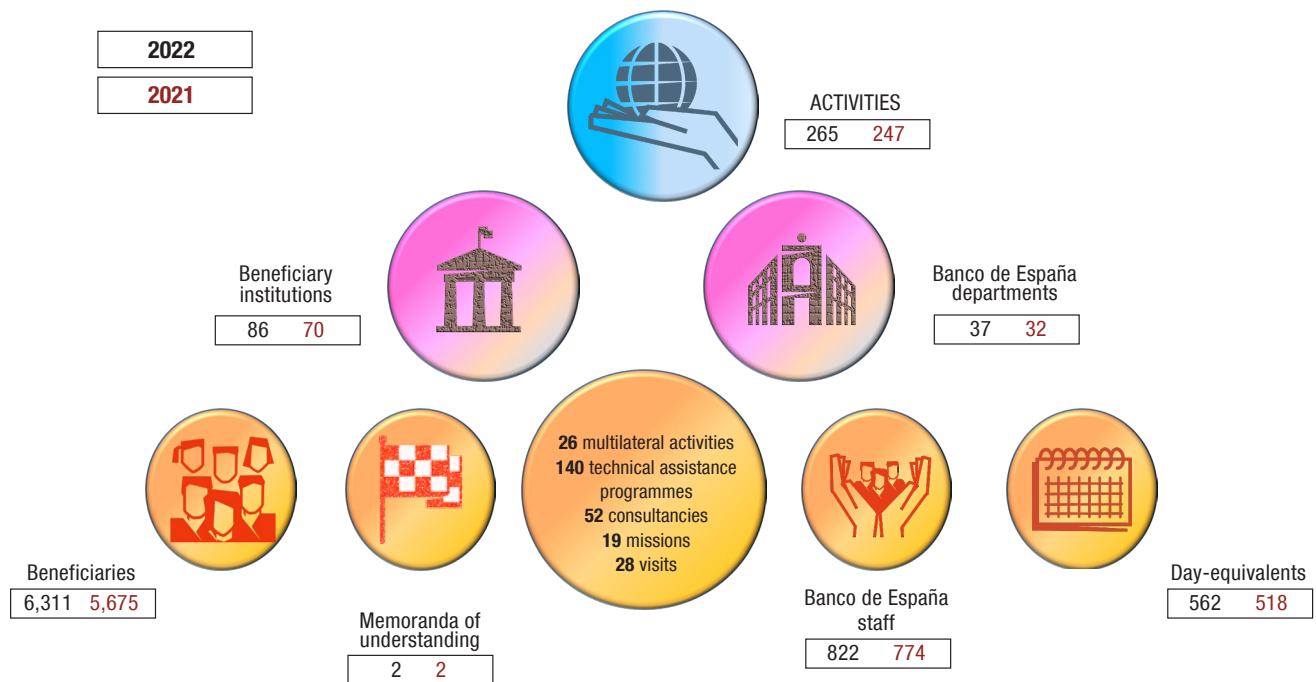 2022
2021
ACTIVITIES
265 247
Beneficiary
institutions
86 70
Banco de España
departments
37 32
26 multilateral activities
140 technical assistance
programmes
52 consultancies
19 missions
28 visits
Beneficiaries
6,311 5,675
Memoranda of
understanding
2 2
Banco de España
staff
822 774
Day-equivalents
562 518